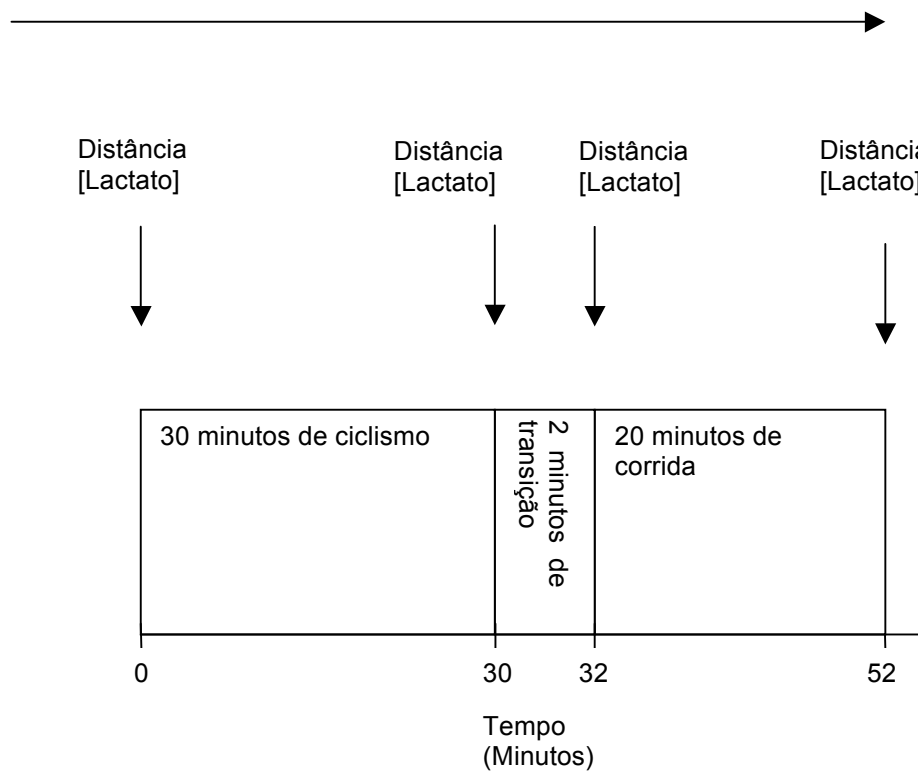 Distância
[Lactato]
Distância
[Lactato]
Distância
[Lactato]
Distância
[Lactato]
30 minutos de ciclismo
2 minutos de
transição
20 minutos de
corrida
0
30
32
52
Tempo
(Minutos)